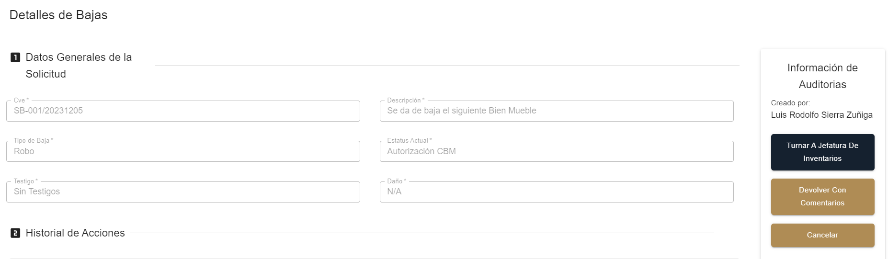 Detalles de Bajas
1 Datos Generales de la
Solicitud
Cve *
SB-001/20231205
Descripción *
Se da de baja el siguiente Bien Mueble
Tipo de Baja *
Robo
Estatus Actual *
Autorización CBM
Testigo *
Sin Testigos
Daño *
N/A
2 Historial de Acciones
Información de
Auditorias
Creado por:
Luis Rodolfo Sierra Zuñiga
Turnar A Jefatura De
Inventarios
Devolver Con
Comentarios
Cancelar